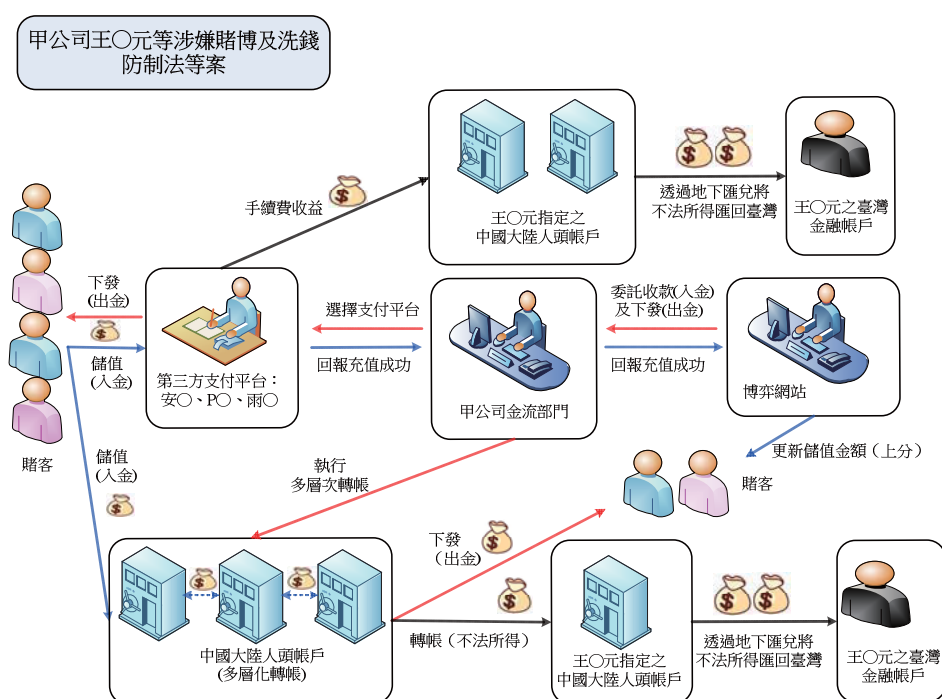 甲公司王○元等涉嫌賭博及洗錢
防制法等案
手續費收益
王○元指定之
中國大陸人頭帳戶
透過地下匯兌將
不法所得匯回臺灣
王○元之臺灣
金融帳戶
下發
(出金)
儲值
(入金)
第三方支付平台：
安○、P○、雨○
選擇支付平台
回報充值成功
甲公司金流部門
委託收款(入金)
及下發(出金)
回報充值成功
博弈網站
賭客
儲值
(入金)
執行
多層次轉帳
更新儲值金額（上分）
賭客
下發
（出金）
中國大陸人頭帳戶
(多層化轉帳)
轉帳（不法所得）
王○元指定之
中國大陸人頭帳戶
透過地下匯兌將
不法所得匯回臺灣
王○元之臺灣
金融帳戶